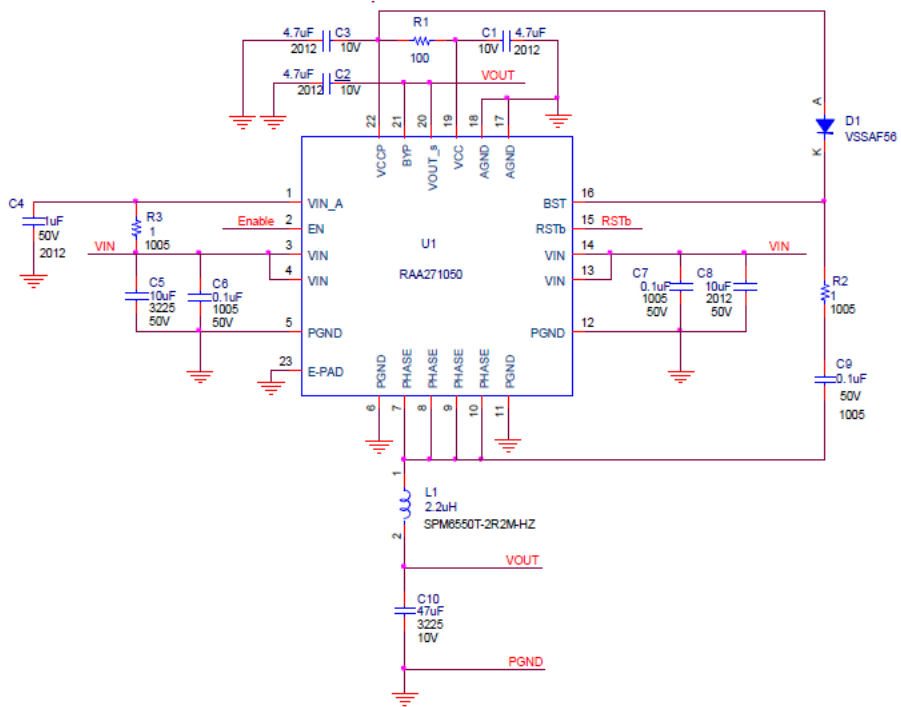 4.7uF C3
2012 10V
R1
100
C1 4.7uF
10V 2012
4.7uF C2
2012 10V
VOUT
22 21 20 19 18 17
VCCP BYP VOUT_s VCC AGND AGND
A
D1
VSSAF56
K
C4
1uF
50V
2012
R3
1
1005
1 VIN_A
Enable 2 EN
VIN 3 VIN
4 VIN
C5
10uF
3225
50V
C6
0.1uF
1005
50V
5 PGND
23 E-PAD
U1
RAA271050
BST 16
RSTb 15 RSTb
VIN 14 VIN
VIN 13
C7
0.1uF
1005
50V
C8
10uF
2012
50V
PGND 12
R2
1
1005
C9
0.1uF
50V
1005
PGND PHASE PHASE PHASE PHASE PGND
6 7 8 9 10 11
1
L1
2.2uH
SPM6550T-2R2M-HZ
2
VOUT
C10
47uF
3225
10V
PGND